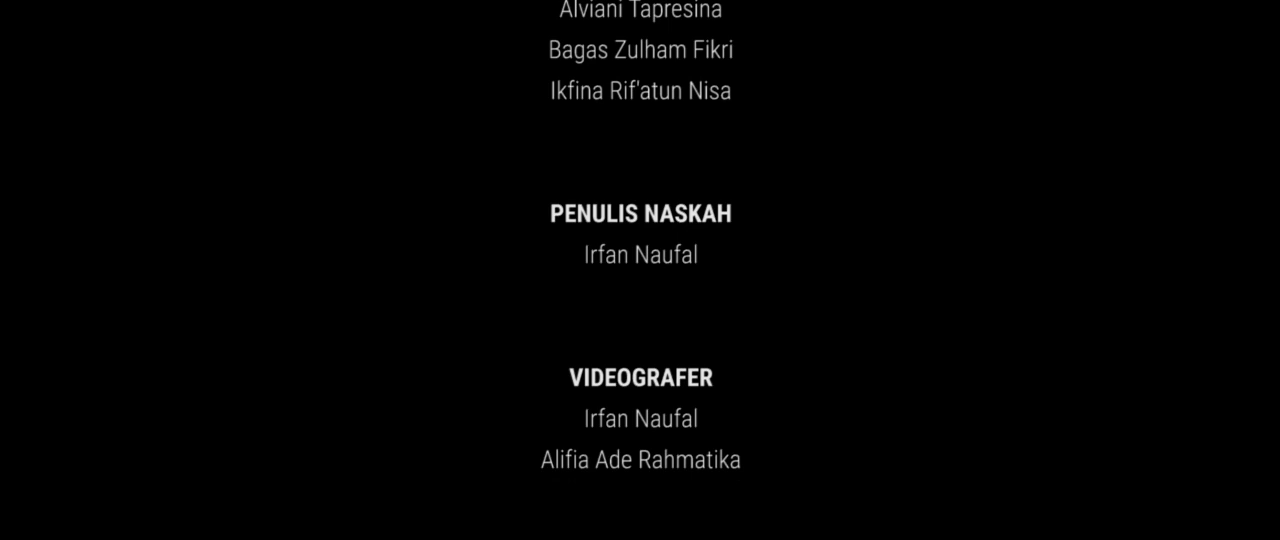 Alviani Tapresina
Bagas Zulham Fikri
Ikfina Rif'atun Nisa
PENULIS NASKAH
Irfan Naufal
VIDEOGRAFER
Irfan Naufal
Alifia Ade Rahmatika